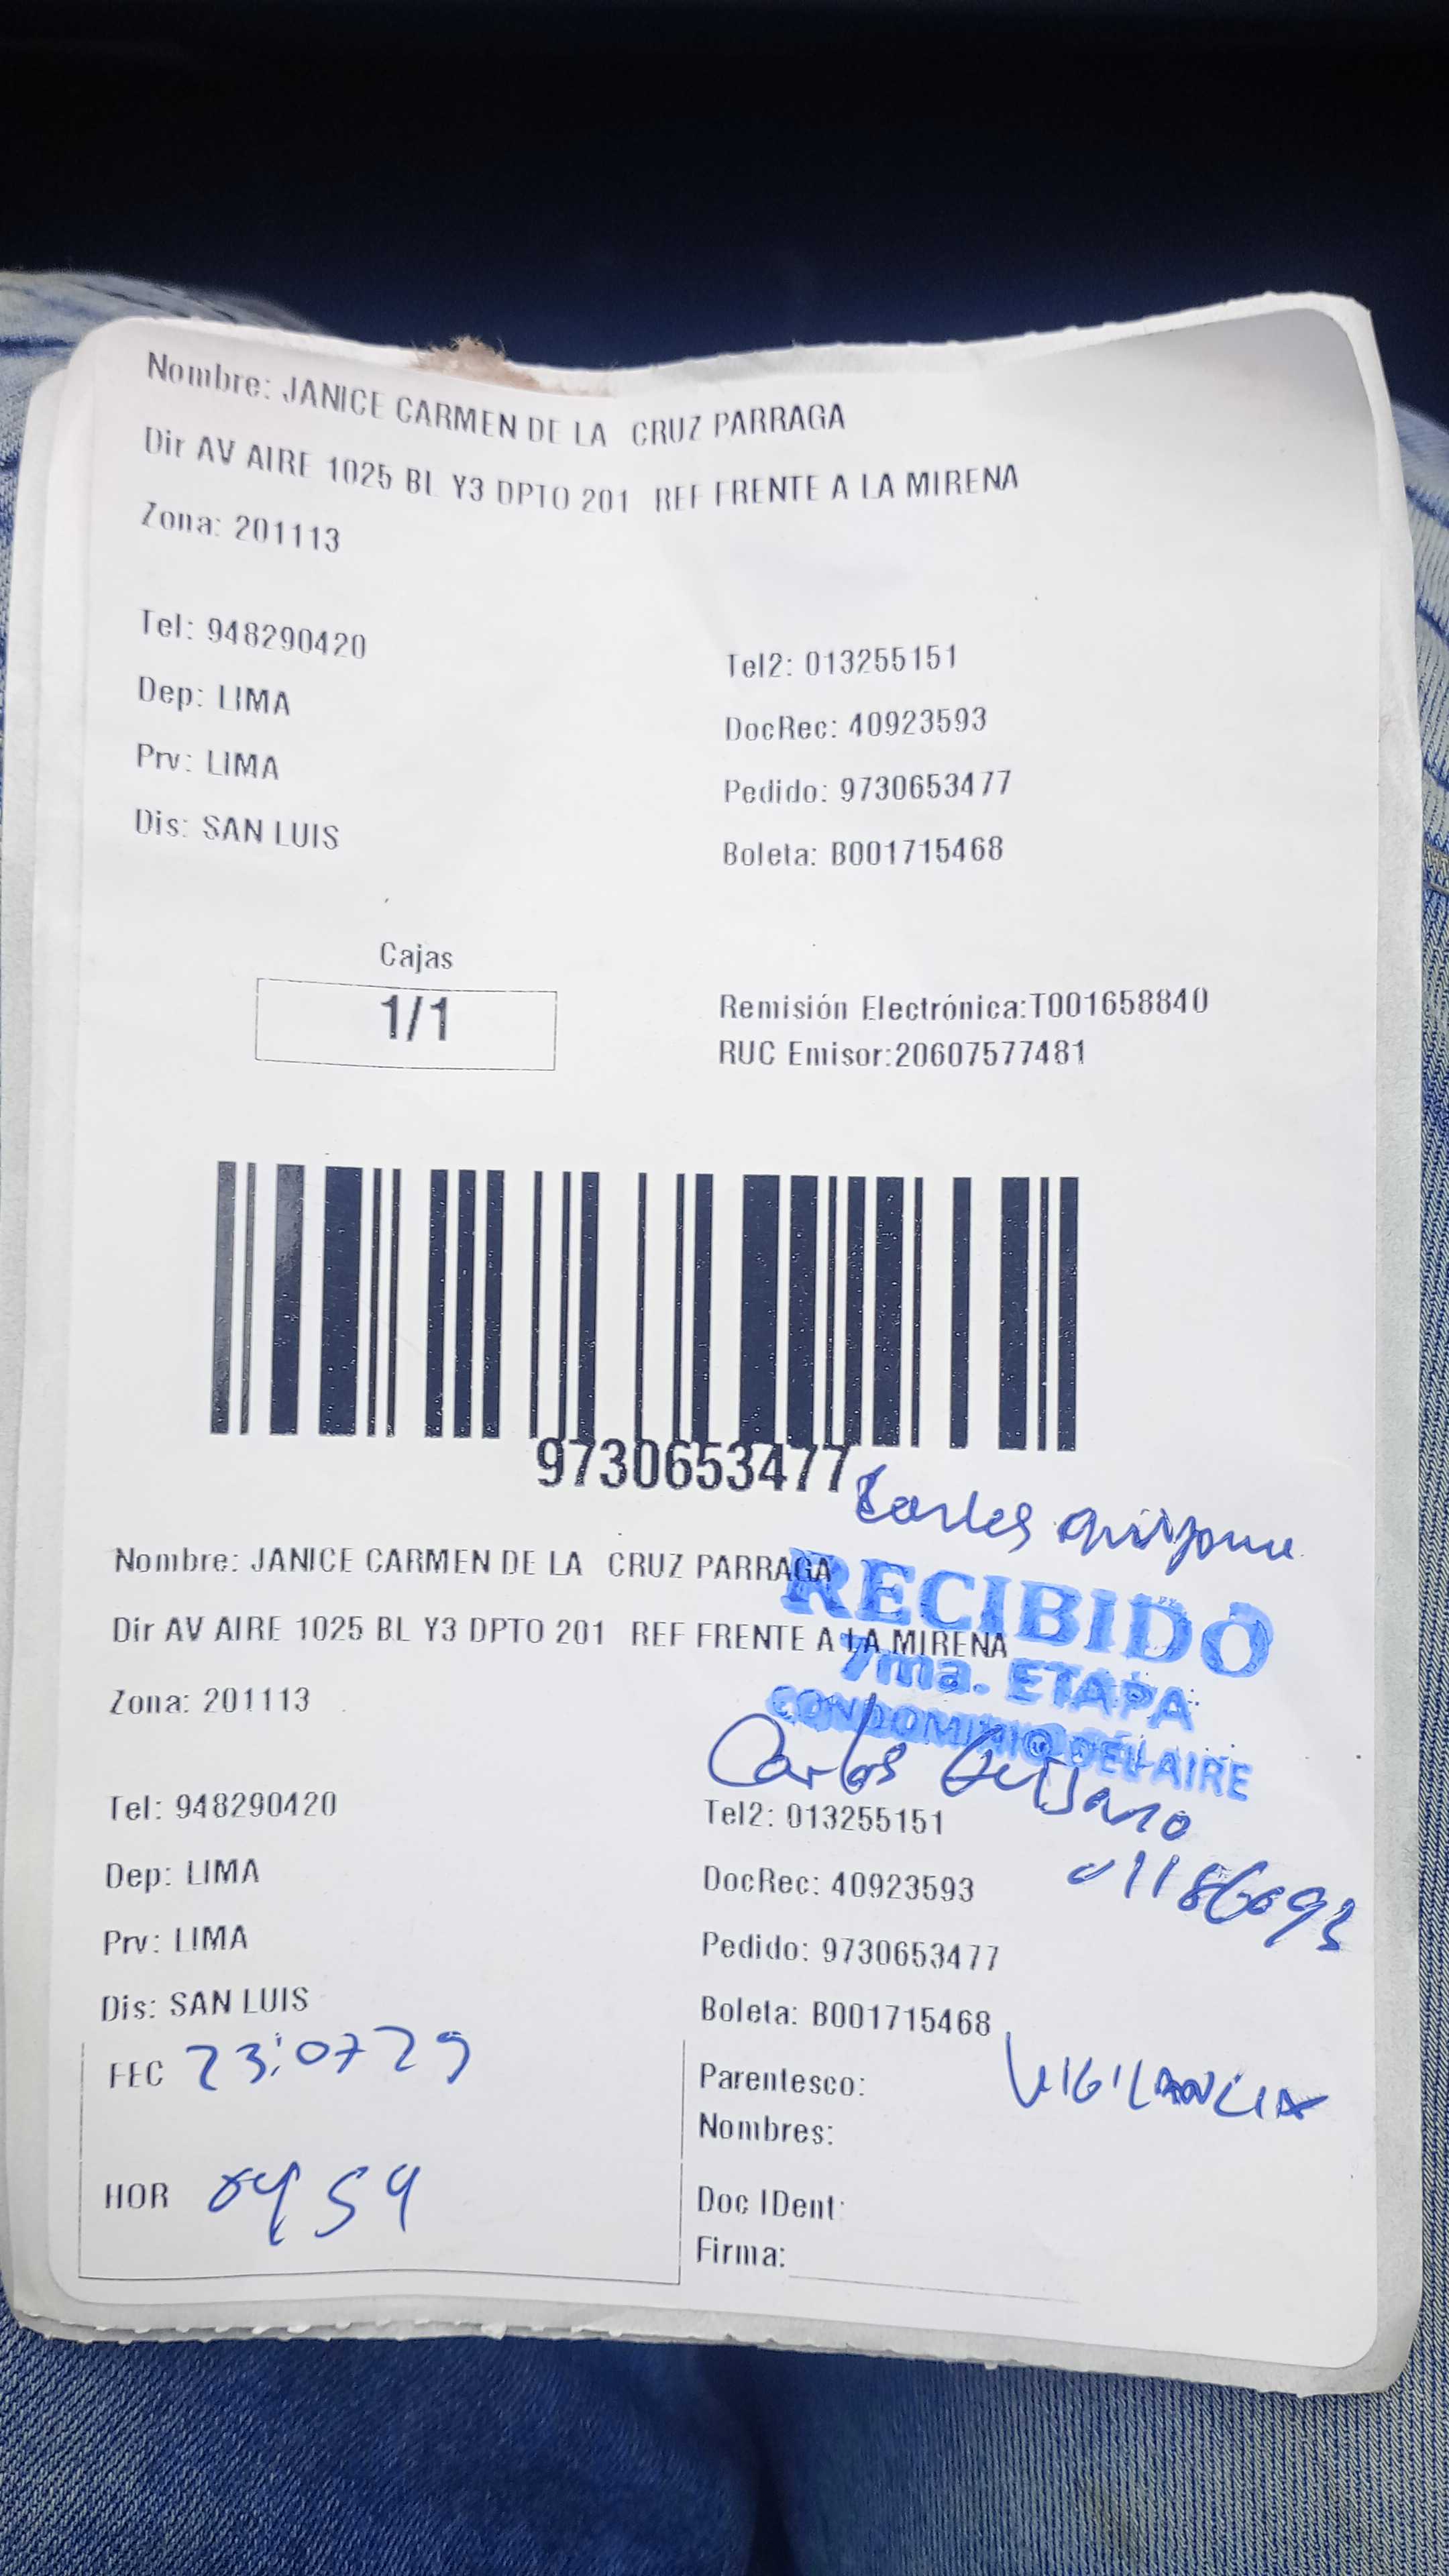 Nombre: JANICE CARMEN DE LA CRUZ PARRAGA
Dir AV AIRE 1025 BL Y3 DPTO 201 REF FRENTE A LA MIRENA
Zona: 201113
Tel: 948290420
Tel2: 013255151
Dep: LIMA
DocRec: 40923593
Prv: LIMA
Pedido: 9730653477
Dis: SAN LUIS
Boleta: B001715468
Cajas
1/1
Remisión Electrónica:T001658840
RUC Emisor:20607577481
9730653477
Carlos
Nombre: JANICE CARMEN DE LA CRUZ PARRAGA
RECIBIDO
Dir AV AIRE 1025 BL Y3 DPTO 201 REF FRENTE A LA MIRENA
7ma. ETAPA
Zona: 201113
CONDOMINIO DEL AIRE
Carlos
Tel: 948290420
Tel2: 013255151
Dep: LIMA
DocRec: 40923593
Prv: LIMA
Pedido: 9730653477
Dis: SAN LUIS
Boleta: B001715468
FEC
Parentesco: VIGILANCIA
Nombres:
HOR
Doc IDent:
Firma: